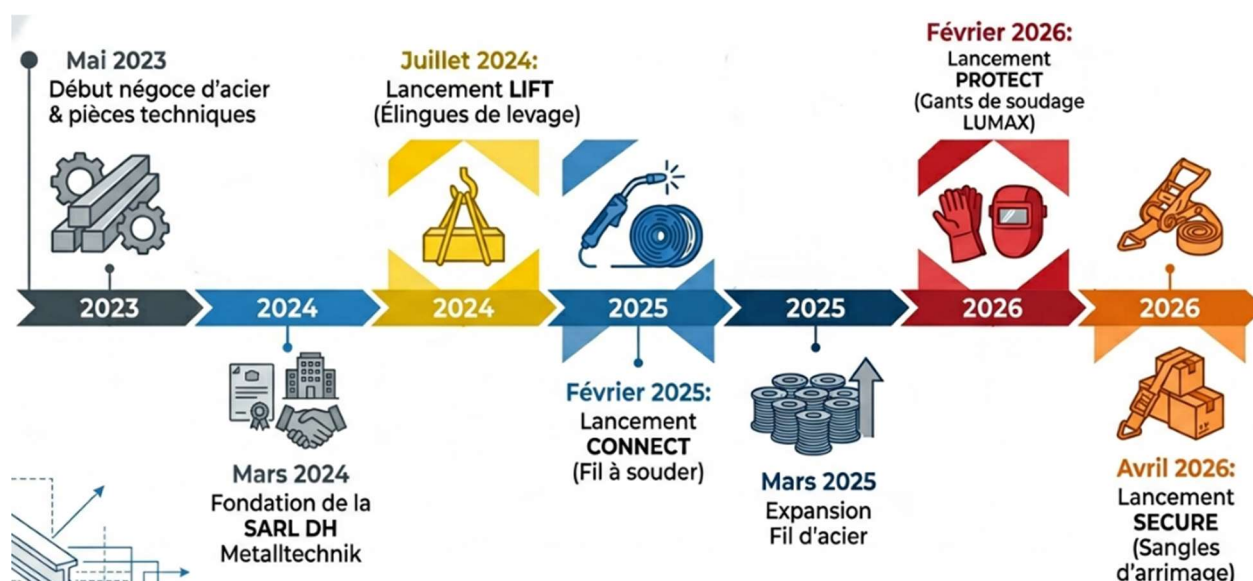 Mai 2023
Début négoce d'acier
& pièces techniques
Juillet 2024:
Lancement LIFT
(Élingues de levage)
Février 2026:
Lancement
PROTECT
(Gants de soudage
LUMAX)
2023
2024
2024
2025
2025
2026
2026
Mars 2024
Fondation de la
SARL DH
Metalltechnik
Février 2025:
Lancement
CONNECT
(Fil à souder)
Mars 2025
Expansion
Fil d'acier
Avril 2026:
Lancement
SECURE
(Sangles
d'arrimage)